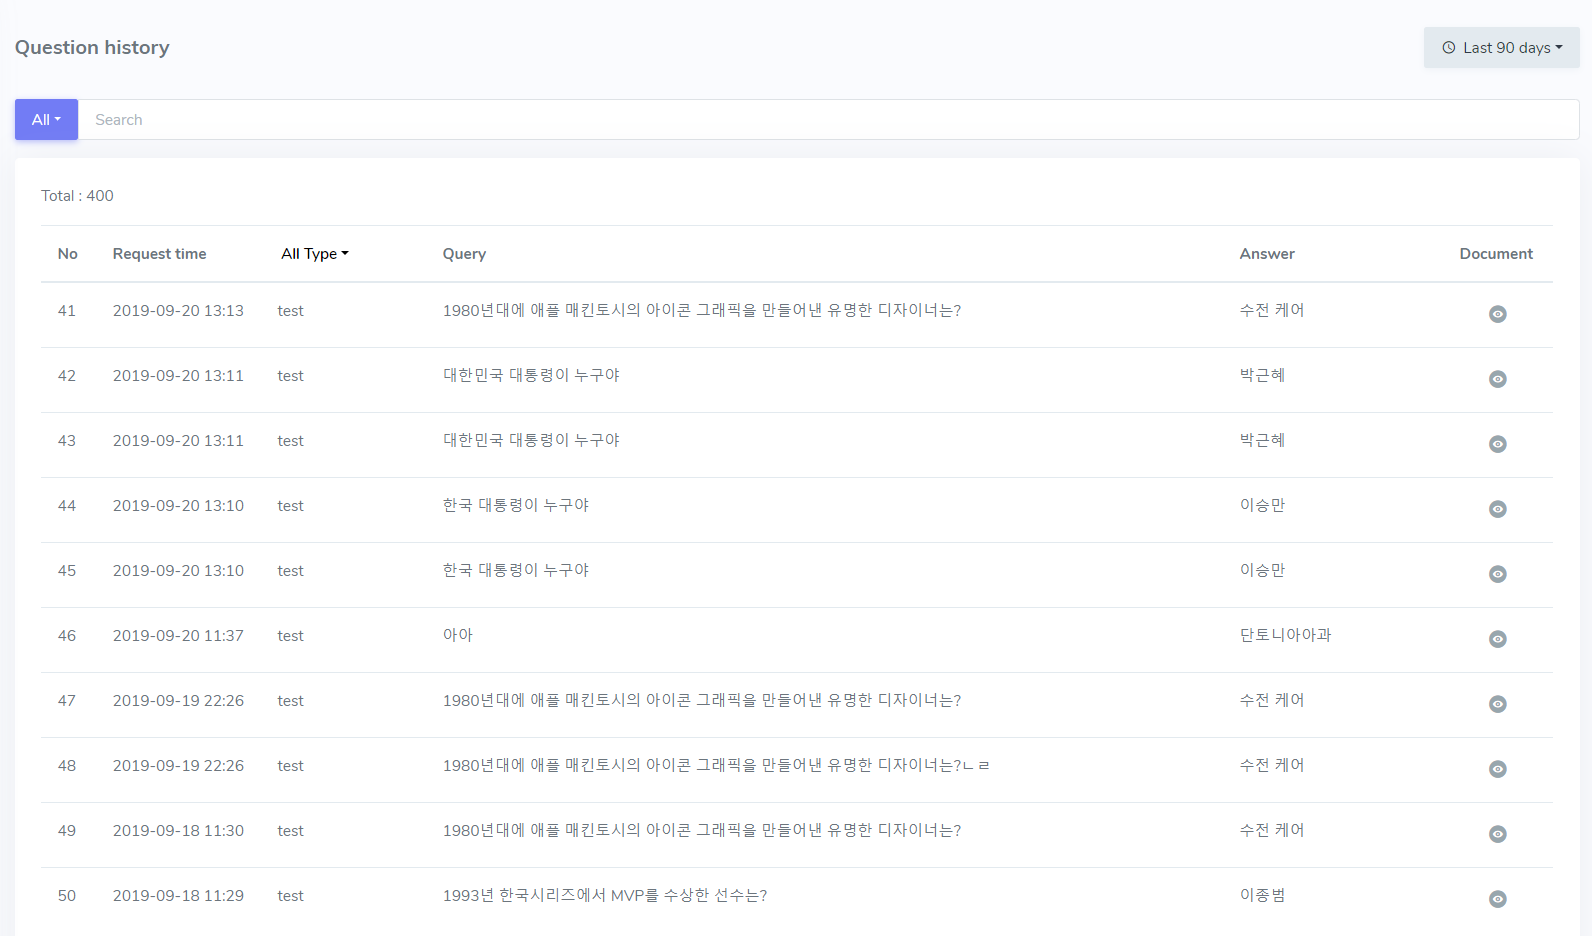 Question history
Last 90 days
All
Search
Total : 400
No Request time All Type Query Answer Document
41 2019-09-20 13:13 test 1980년대에 애플 매킨토시의 아이콘 그래픽을 만들어낸 유명한 디자이너는? 수전 케어
42 2019-09-20 13:11 test 대한민국 대통령이 누구야 박근혜
43 2019-09-20 13:11 test 대한민국 대통령이 누구야 박근혜
44 2019-09-20 13:10 test 한국 대통령이 누구야 이승만
45 2019-09-20 13:10 test 한국 대통령이 누구야 이승만
46 2019-09-20 11:37 test 아아 단토니아아과
47 2019-09-19 22:26 test 1980년대에 애플 매킨토시의 아이콘 그래픽을 만들어낸 유명한 디자이너는? 수전 케어
48 2019-09-19 22:26 test 1980년대에 애플 매킨토시의 아이콘 그래픽을 만들어낸 유명한 디자이너는?ㄴㄹ 수전 케어
49 2019-09-18 11:30 test 1980년대에 애플 매킨토시의 아이콘 그래픽을 만들어낸 유명한 디자이너는? 수전 케어
50 2019-09-18 11:29 test 1993년 한국시리즈에서 MVP를 수상한 선수는? 이종범